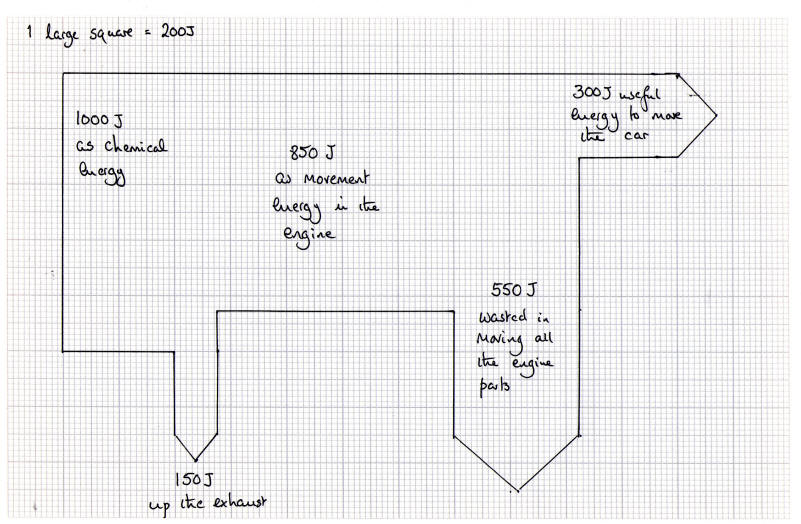 1 large square = 200J
1000 J
as chemical
energy
850 J
as movement
energy in the
engine
300J useful
energy to move
the car
550 J
wasted in
moving all
the engine
parts
150J
up the exhaust